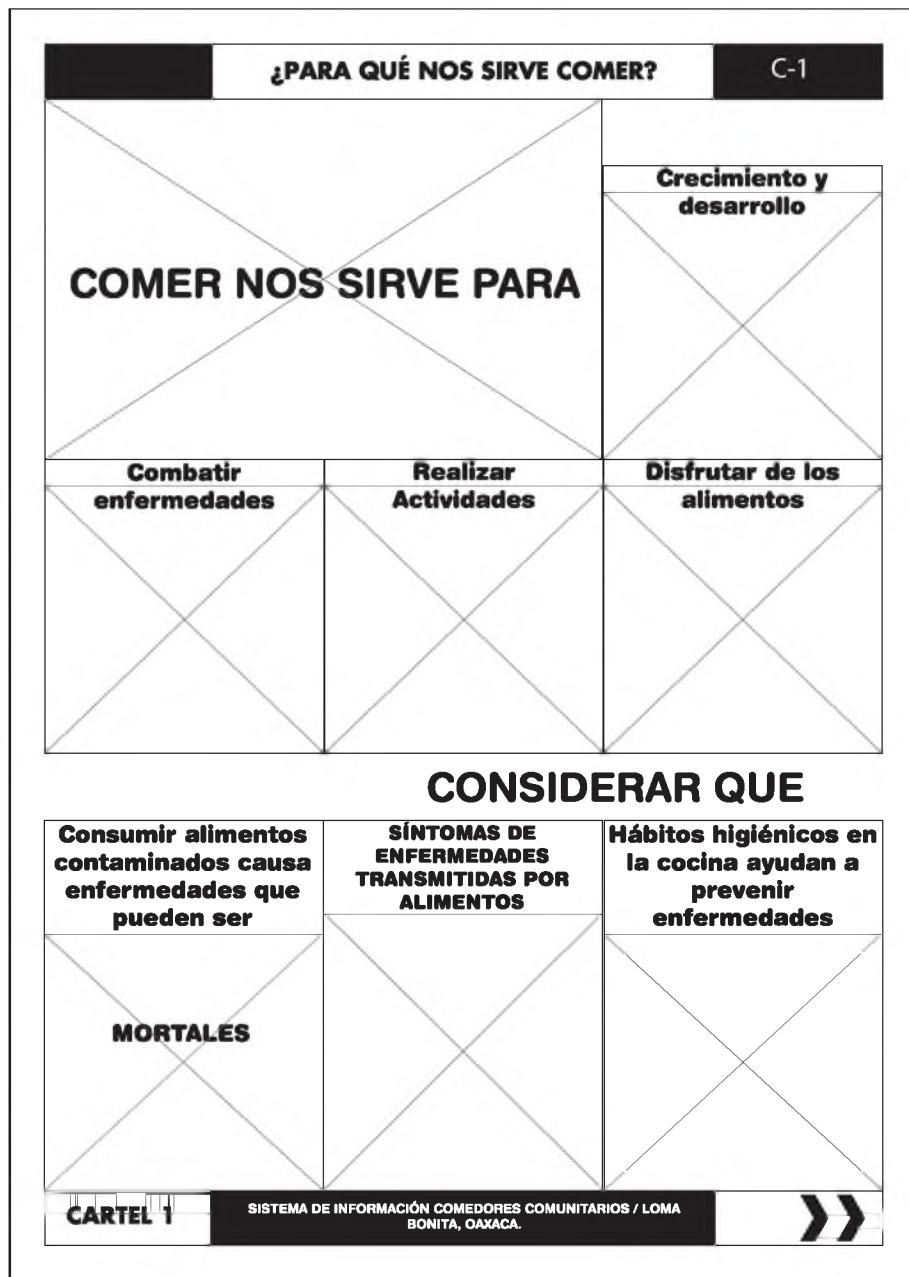 ¿PARA QUÉ NOS SIRVE COMER?
C-1
COMER NOS SIRVE PARA
Crecimiento y
desarrollo
Combatir
enfermedades
Realizar
Actividades
Disfrutar de los
alimentos
CONSIDERAR QUE
Consumir alimentos
contaminados causa
enfermedades que
pueden ser
MORTALES
SÍNTOMAS DE
ENFERMEDADES
TRANSMITIDAS POR
ALIMENTOS
Hábitos higiénicos en
la cocina ayudan a
prevenir
enfermedades
CARTEL 1
SISTEMA DE INFORMACIÓN COMEDORES COMUNITARIOS / LOMA
BONITA, OAXACA.